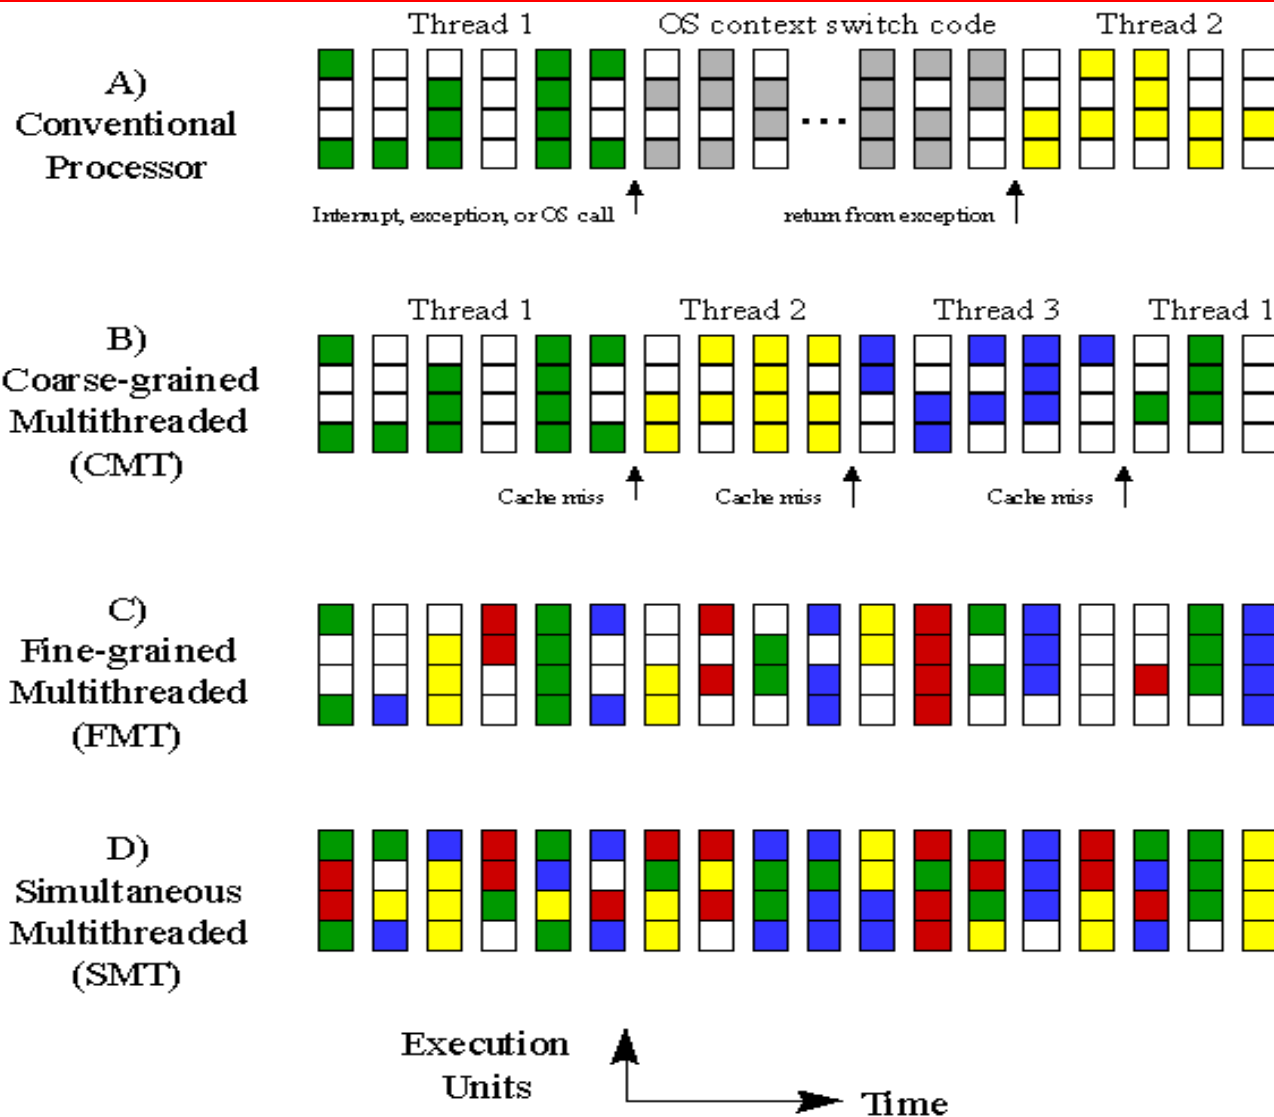 Thread 1 OS context switch code Thread 2
A)
Conventional
Processor
...
Interrupt, exception, or OS call return from exception
Thread 1 Thread 2 Thread 3 Thread 1
B)
Coarse-grained
Multithreaded
(CMT)
Cache miss Cache miss Cache miss
C)
Fine-grained
Multithreaded
(FMT)
D)
Simultaneous
Multithreaded
(SMT)
Execution
Units
Time